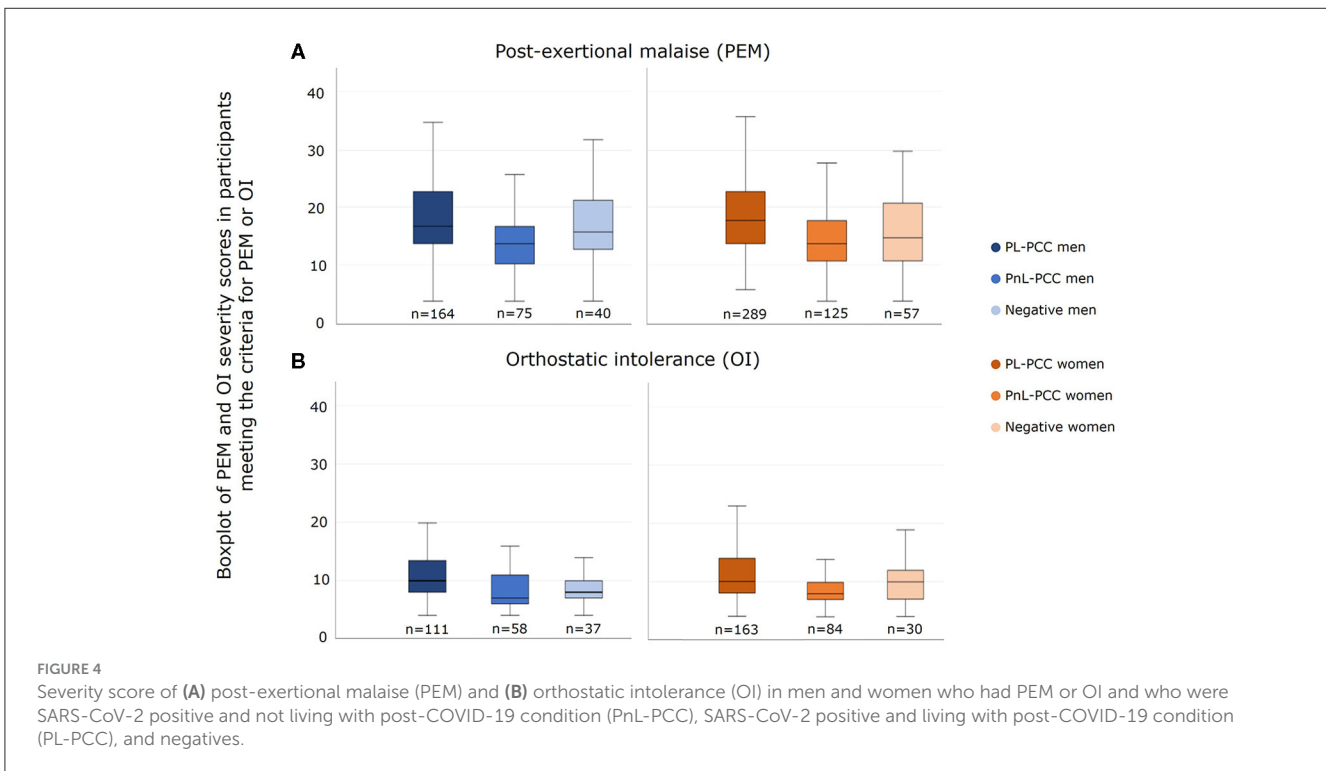 A Post-exertional malaise (PEM)
Boxplot of PEM and OI severity scores in participants
meeting the criteria for PEM or OI
40
30
20
10
0
n=164 n=75 n=40 n=289 n=125 n=57
PL-PCC men
PnL-PCC men
Negative men
PL-PCC women
PnL-PCC women
Negative women
B Orthostatic intolerance (OI)
40
30
20
10
0
n=111 n=58 n=37 n=163 n=84 n=30
FIGURE 4
Severity score of (A) post-exertional malaise (PEM) and (B) orthostatic intolerance (OI) in men and women who had PEM or OI and who were
SARS-CoV-2 positive and not living with post-COVID-19 condition (PnL-PCC), SARS-CoV-2 positive and living with post-COVID-19 condition
(PL-PCC), and negatives.